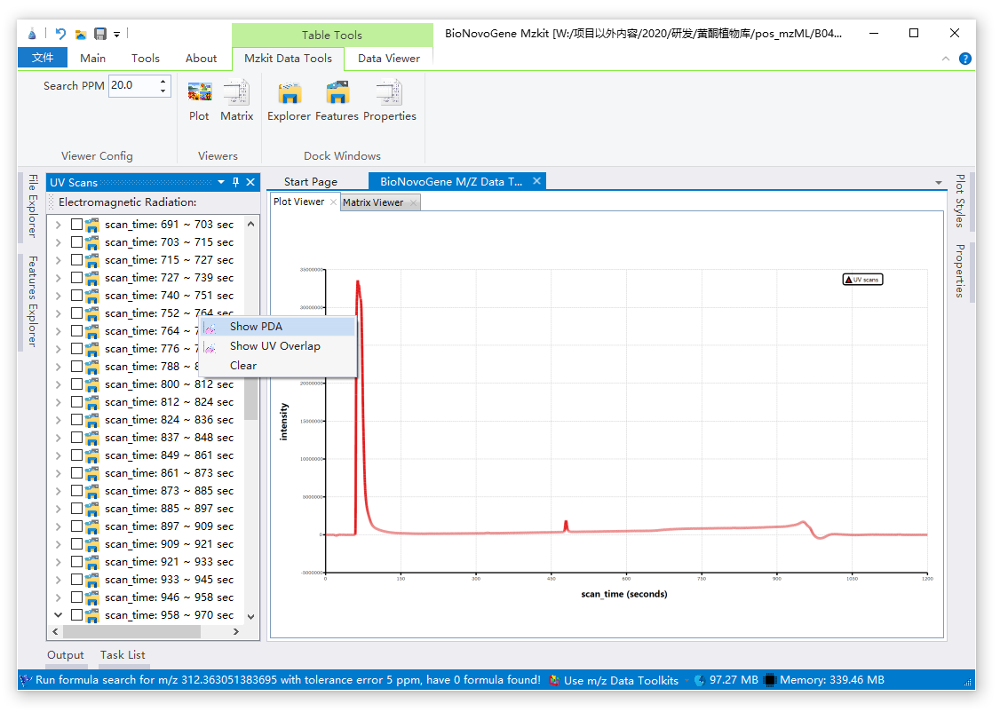 Table Tools
BioNovoGene Mzkit [W:/项目以外内容/2020/研发/黄酮植物库/pos_mzML/B04...
文件 Main Tools About Mzkit Data Tools Data Viewer
Search PPM 20.0
Plot Matrix Explorer Features Properties
Viewer Config Viewers Dock Windows
File Explorer
Features Explorer
UV Scans
Electromagnetic Radiation:
scan_time: 691 ~ 703 sec
scan_time: 703 ~ 715 sec
scan_time: 715 ~ 727 sec
scan_time: 727 ~ 739 sec
scan_time: 740 ~ 751 sec
scan_time: 752 ~ 764 sec
scan_time: 764 ~ 7
scan_time: 776 ~ 7
scan_time: 788 ~ 8
scan_time: 800 ~ 812 sec
scan_time: 812 ~ 824 sec
scan_time: 824 ~ 836 sec
scan_time: 837 ~ 848 sec
scan_time: 849 ~ 861 sec
scan_time: 861 ~ 873 sec
scan_time: 873 ~ 885 sec
scan_time: 885 ~ 897 sec
scan_time: 897 ~ 909 sec
scan_time: 909 ~ 921 sec
scan_time: 921 ~ 933 sec
scan_time: 933 ~ 945 sec
scan_time: 946 ~ 958 sec
scan_time: 958 ~ 970 sec
Show PDA
Show UV Overlap
Clear
Start Page BioNovoGene M/Z Data T...
Plot Viewer Matrix Viewer
UV scans
35000000
30000000
20000000
15000000
10000000
5000000
0
-5000000
intensity
0 150 300 450 600 750 900 1050 1200
scan_time (seconds)
Plot Styles
Properties
Output Task List
Run formula search for m/z 312.363051383695 with tolerance error 5 ppm, have 0 formula found! Use m/z Data Toolkits 97.27 MB Memory: 339.46 MB